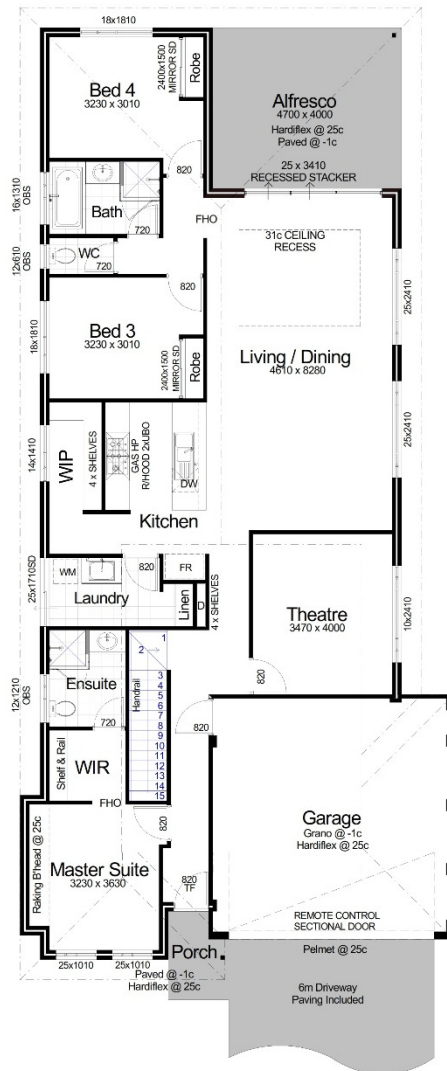 18x1810
Bed 4
3230 x 3010
2400x1500
MIRROR SD
Robe
Alfresco
4700 x 4000
Hardiflex @ 25c
Paved @ -1c
25 x 3410
RECESSED STACKER
820
16x1310
OBS
Bath
720
FHO
31c CEILING
RECESS
12x610
OBS
WC
720
820
25x2410
18x1810
Bed 3
3230 x 3010
2400x1500
MIRROR SD
Robe
Living / Dining
4610 x 8280
25x2410
14x1410
WIP
4 x SHELVES
GAS HP
R/HOOD 2xUBO
DW
Kitchen
25x1710SD
WM
820
FR
Laundry
Linen
D
4 x SHELVES
Theatre
3470 x 4000
10x2410
12x1210
OBS
Ensuite
720
Handrail
1
2
3
4
5
6
7
8
9
10
11
12
13
14
15
820
820
Shelf & Rail
WIR
FHO
Garage
Grano @ -1c
Hardiflex @ 25c
Raking B'head @ 25c
820
Master Suite
3230 x 3630
820
TF
REMOTE CONTROL
SECTIONAL DOOR
25x1010
25x1010
Porch
Paved @ -1c
Hardiflex @ 25c
Pelmet @ 25c
6m Driveway
Paving Included